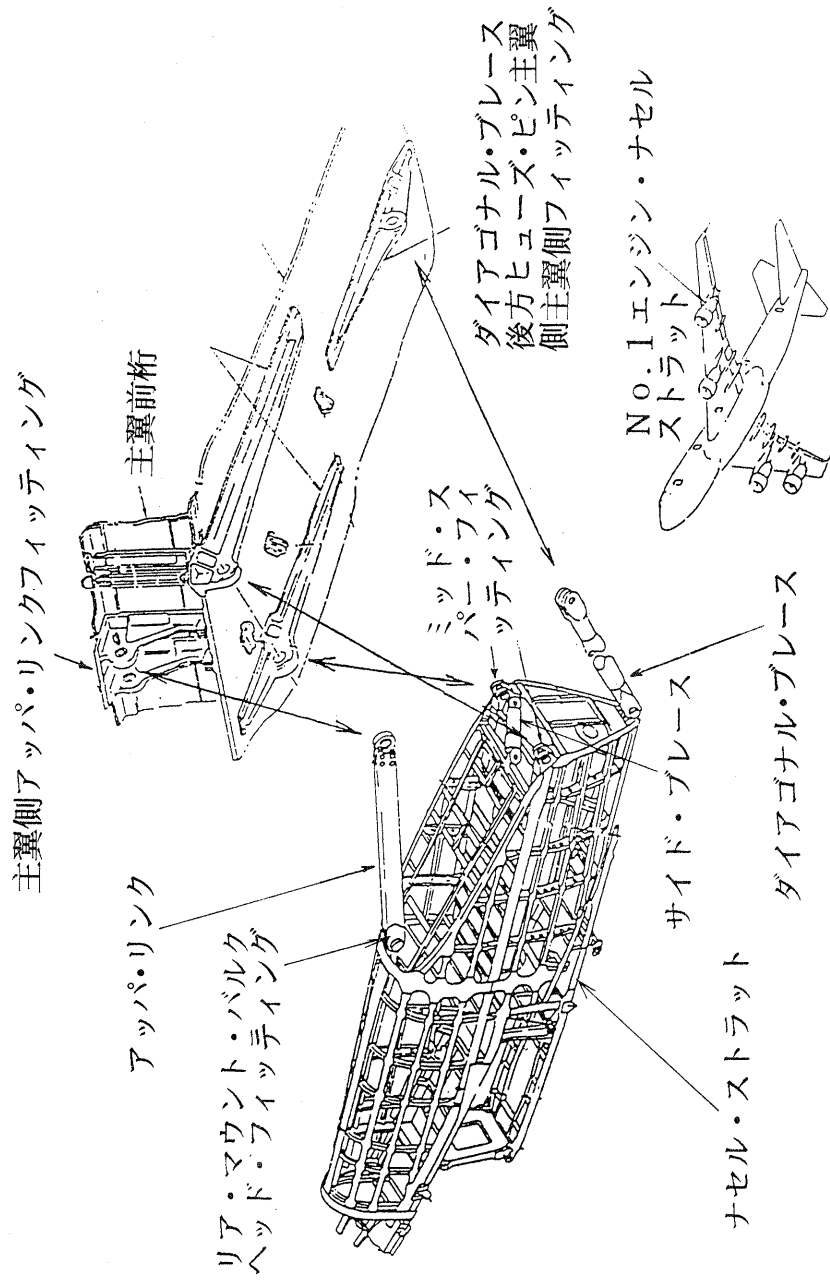 主翼側アッパ・リンクフィッティング
主翼前桁
アッパ・リンク
リア・マウント・バルク
ヘッド・フィッティング
ダイアゴナル・ブレース
後方ヒューズ・ピン主翼
側主翼側フィッティング
ミッド・ス
パー・フィ
ッティング
No.1エンジン・ナセル
ストラット
サイド・ブレース
ダイアゴナル・ブレース
ナセル・ストラット